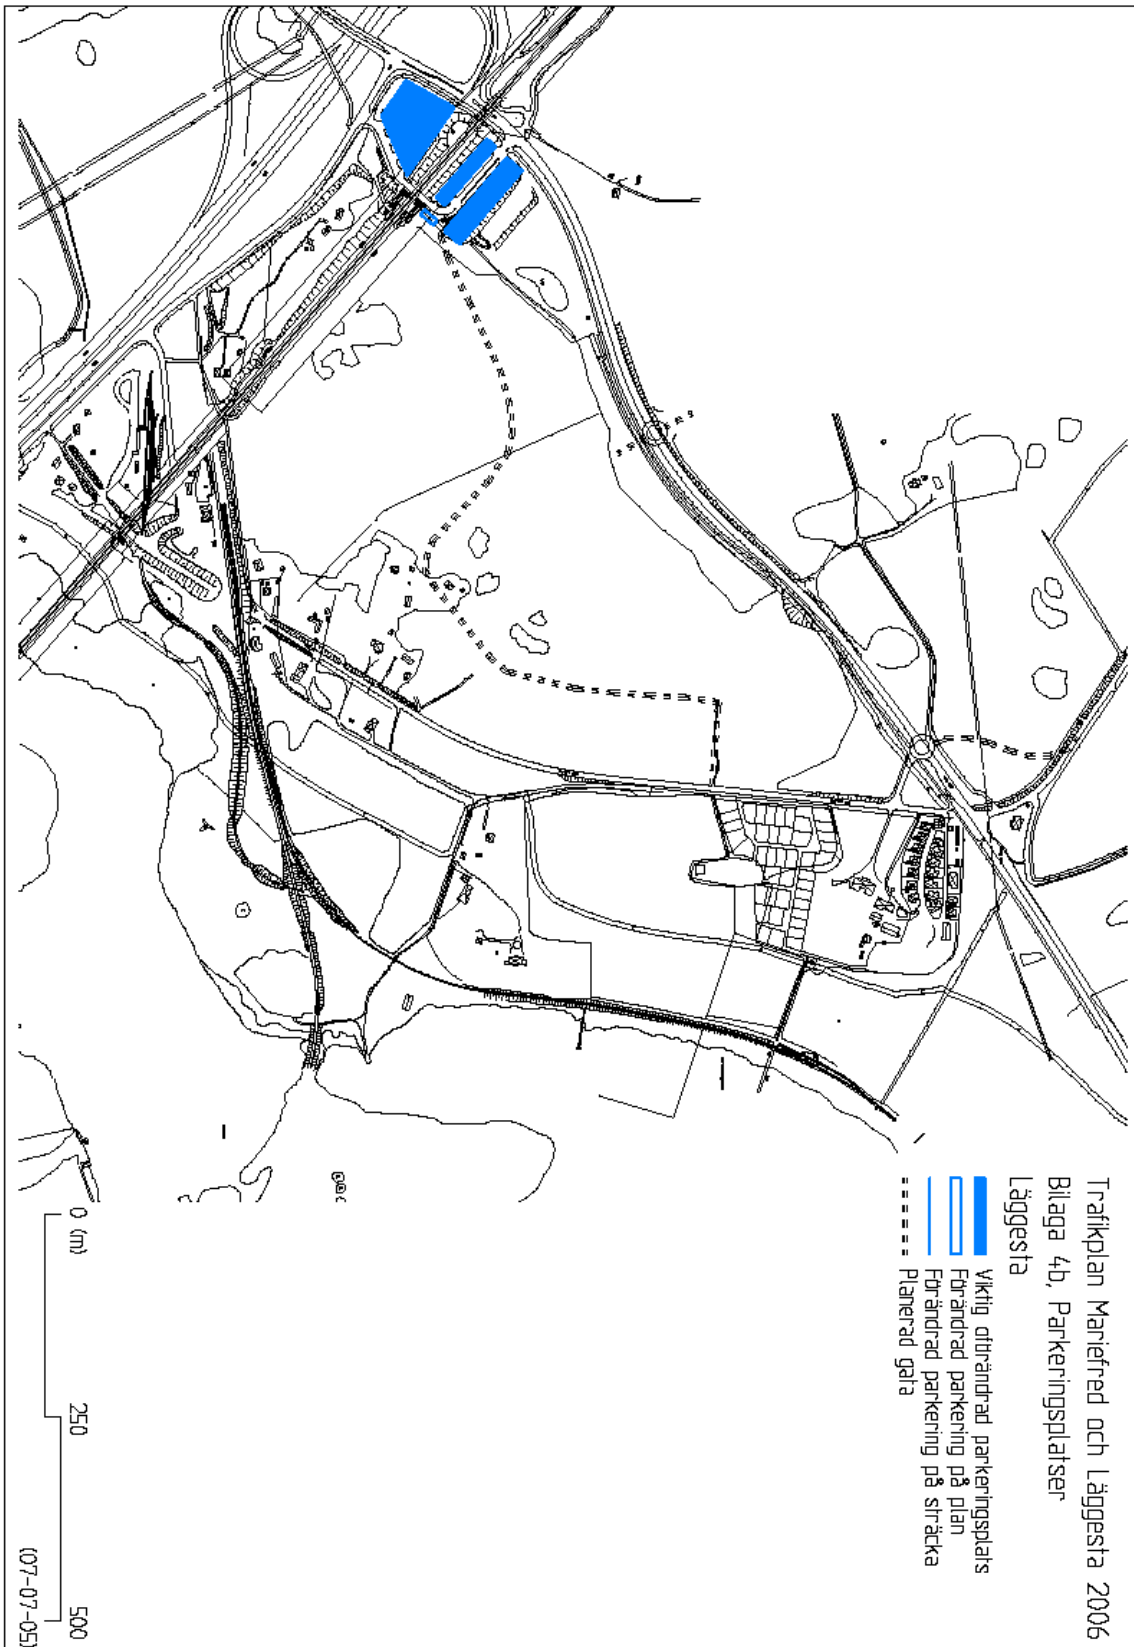 Trafikplan Mariefred och Läggesta 2006
Bilaga 4b, Parkeringsplatser
Läggesta
Viktig oförändrad parkeringsplats
Förändrad parkering på plan
Förändrad parkering på sträcka
Planerad gata
0 (m)
250
500
(07-07-05)